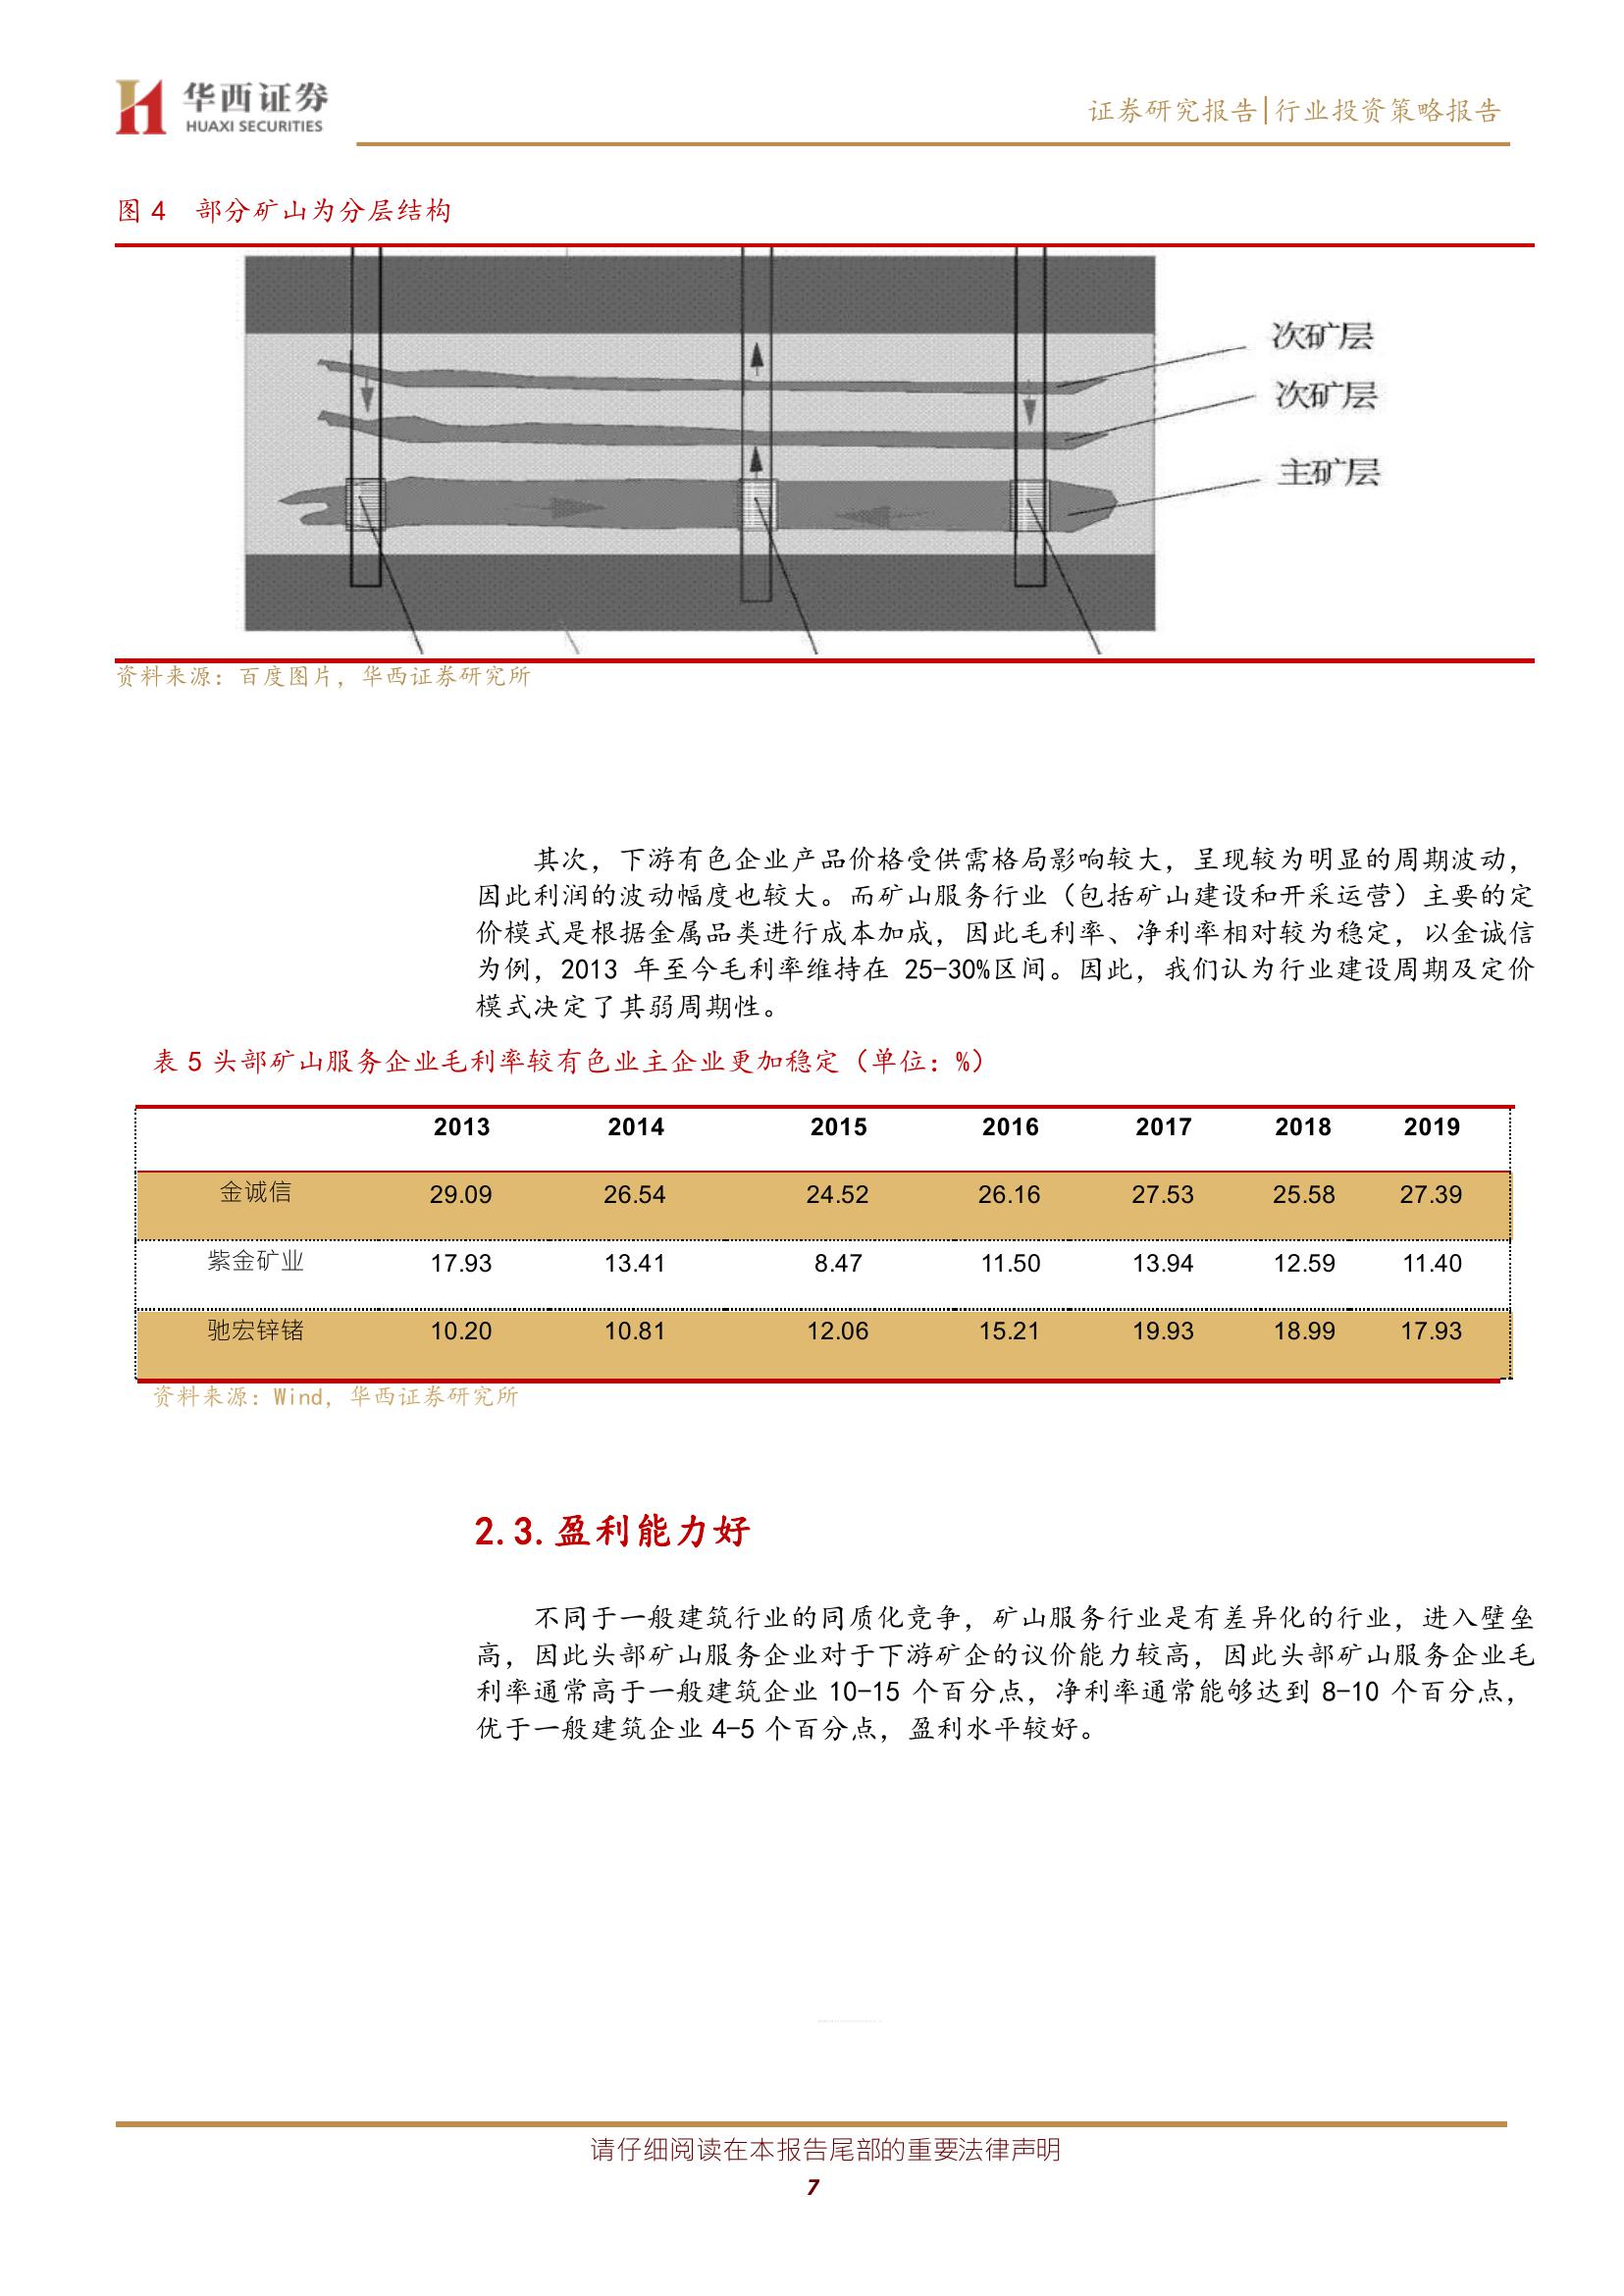 华西证券
HUAXI SECURITIES
证券研究报告|行业投资策略报告
图 4 部分矿山为分层结构
次矿层
次矿层
主矿层
资料来源：百度图片，华西证券研究所
其次，下游有色企业产品价格受供需格局影响较大，呈现较为明显的周期波动，
因此利润的波动幅度也较大。而矿山服务行业（包括矿山建设和开采运营）主要的定
价模式是根据金属品类进行成本加成，因此毛利率、净利率相对较为稳定，以金诚信
为例，2013 年至今毛利率维持在 25-30%区间。因此，我们认为行业建设周期及定价
模式决定了其弱周期性。
表 5 头部矿山服务企业毛利率较有色业主企业更加稳定（单位：%）
2013 2014 2015 2016 2017 2018 2019
金诚信 29.09 26.54 24.52 26.16 27.53 25.58 27.39
紫金矿业 17.93 13.41 8.47 11.50 13.94 12.59 11.40
驰宏锌锗 10.20 10.81 12.06 15.21 19.93 18.99 17.93
资料来源：Wind，华西证券研究所
2.3.盈利能力好
不同于一般建筑行业的同质化竞争，矿山服务行业是有差异化的行业，进入壁垒
高，因此头部矿山服务企业对于下游矿企的议价能力较高，因此头部矿山服务企业毛
利率通常高于一般建筑企业 10-15 个百分点，净利率通常能够达到 8-10 个百分点，
优于一般建筑企业 4-5 个百分点，盈利水平较好。
请仔细阅读在本报告尾部的重要法律声明
7